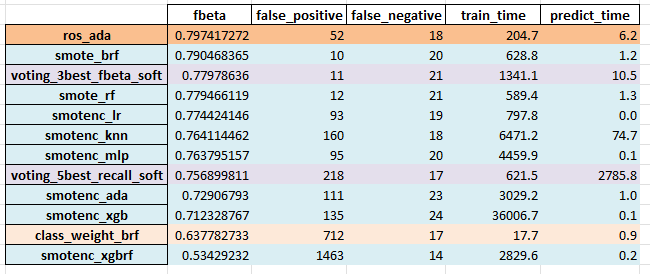 fbeta false_positive false_negative train_time predict_time
ros_ada 0.797417272 52 18 204.7 6.2
smote_brf 0.790468365 10 20 628.8 1.2
voting_3best_fbeta_soft 0.77978636 11 21 1341.1 10.5
smote_rf 0.779466119 12 21 589.4 1.3
smotenc_lr 0.774424146 93 19 797.8 0.0
smotenc_knn 0.764114462 160 18 6471.2 74.7
smotenc_mlp 0.763795157 95 20 4459.9 0.1
voting_5best_recall_soft 0.756899811 218 17 621.5 2785.8
smotenc_ada 0.72906793 111 23 3029.2 1.0
smotenc_xgb 0.712328767 135 24 36006.7 0.1
class_weight_brf 0.637782733 712 17 17.7 0.9
smotenc_xgbrf 0.53429232 1463 14 2829.6 0.2